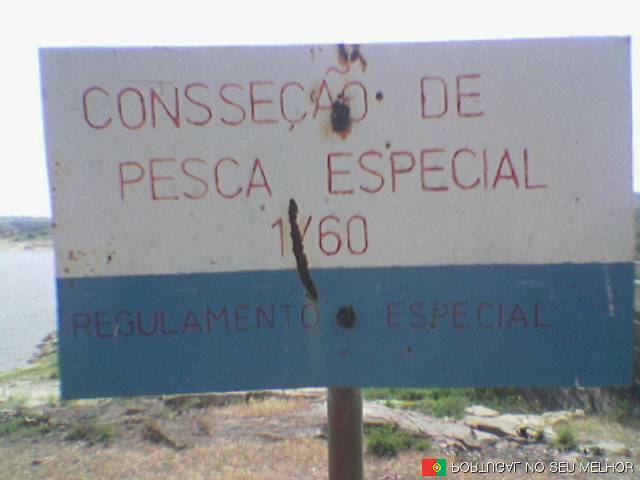 CONSSEÇÃO DE
PESCA ESPECIAL
1/60
REGULAMENTO ESPECIAL
PORTUGAL NO SEU MELHOR